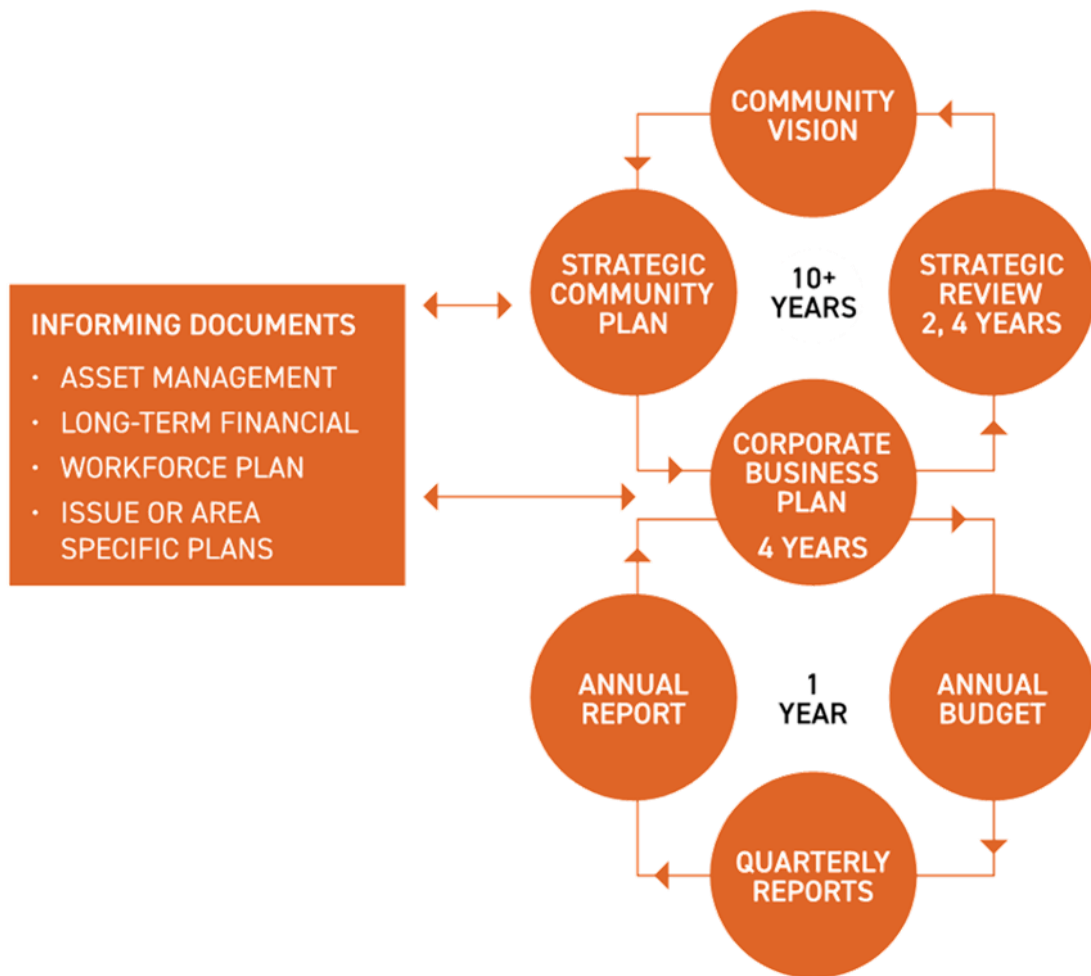 COMMUNITY
VISION
STRATEGIC
COMMUNITY
PLAN
10+
YEARS
STRATEGIC
REVIEW
2, 4 YEARS
INFORMING DOCUMENTS
· ASSET MANAGEMENT
· LONG-TERM FINANCIAL
· WORKFORCE PLAN
· ISSUE OR AREA
SPECIFIC PLANS
CORPORATE
BUSINESS
PLAN
4 YEARS
ANNUAL
REPORT
1
YEAR
ANNUAL
BUDGET
QUARTERLY
REPORTS